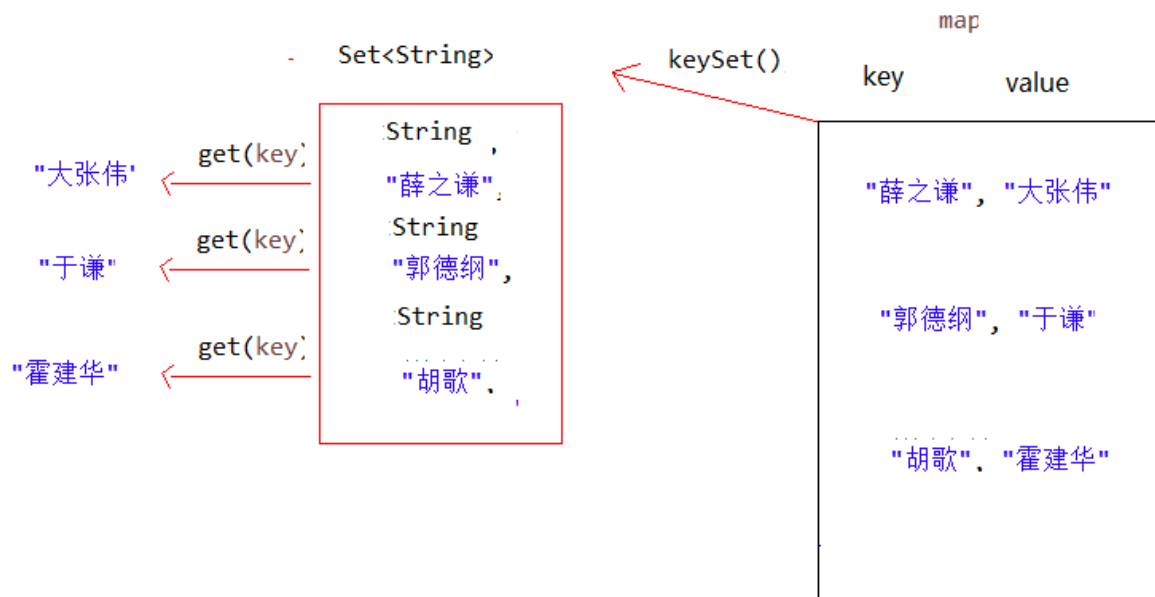 map
Set<String>
keySet()
key value
String ,
get(key)
"大张伟'
"薛之谦",
"薛之谦", "大张伟"
String
get(key)
"于谦"
"郭德纲",
String
"郭德纲", "于谦"
get(key)
"霍建华"
"胡歌".
"胡歌". "霍建华"